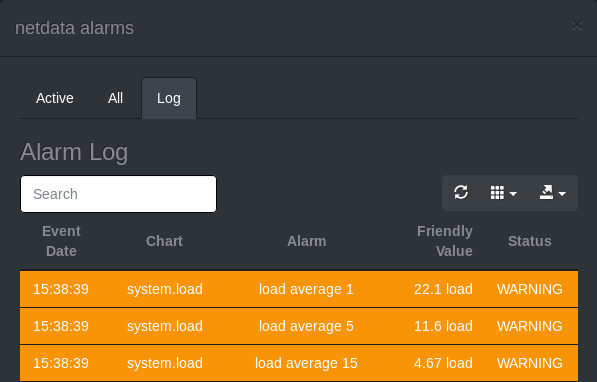 netdata alarms ×
Active All Log
Alarm Log
Search
Event Date Chart Alarm Friendly Value Status
15:38:39 system.load load average 1 22.1 load WARNING
15:38:39 system.load load average 5 11.6 load WARNING
15:38:39 system.load load average 15 4.67 load WARNING